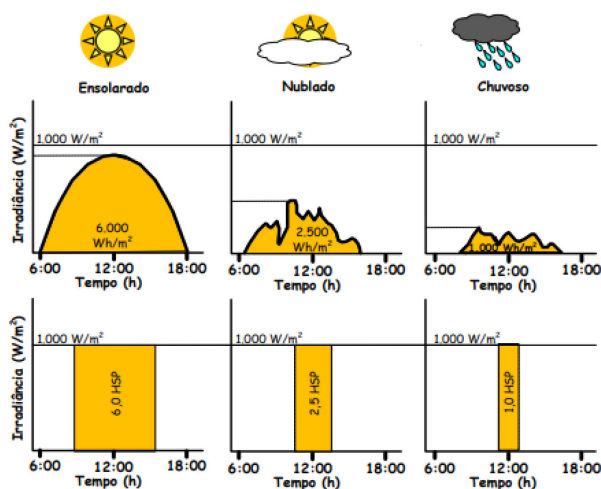 Ensolarado
Nublado
Chuvoso
Irradiância (W/m²)
1.000 W/m²
6.000
Wh/m²
6:00 12:00 18:00
Tempo (h)
1.000 W/m²
2.500
Wh/m²
6:00 12:00 18:00
Tempo (h)
1.000 W/m²
1.000 Wh/m²
6:00 12:00 18:00
Tempo (h)
Irradiância (W/m²)
1.000 W/m²
6,0 HSP
6:00 12:00 18:00
Tempo (h)
1.000 W/m²
2,5 HSP
6:00 12:00 18:00
Tempo (h)
1.000 W/m²
1,0 HSP
6:00 12:00 18:00
Tempo (h)